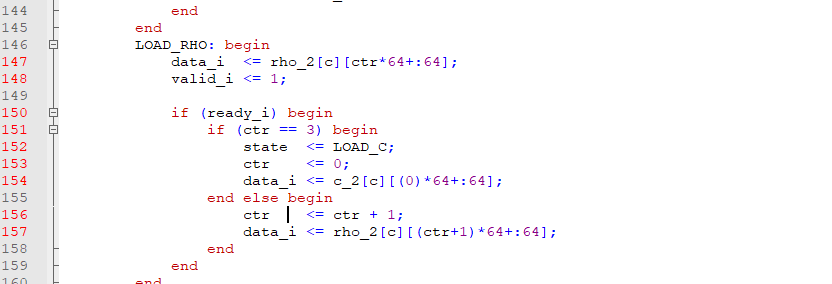 144 end
145 end
146 LOAD_RHO: begin
147 data_i <= rho_2[c][ctr*64+:64];
148 valid_i <= 1;
149
150 if (ready_i) begin
151 if (ctr == 3) begin
152 state <= LOAD_C;
153 ctr <= 0;
154 data_i <= c_2[c][(0)*64+:64];
155 end else begin
156 ctr <= ctr + 1;
157 data_i <= rho_2[c][(ctr+1)*64+:64];
158 end
159 end
160 end